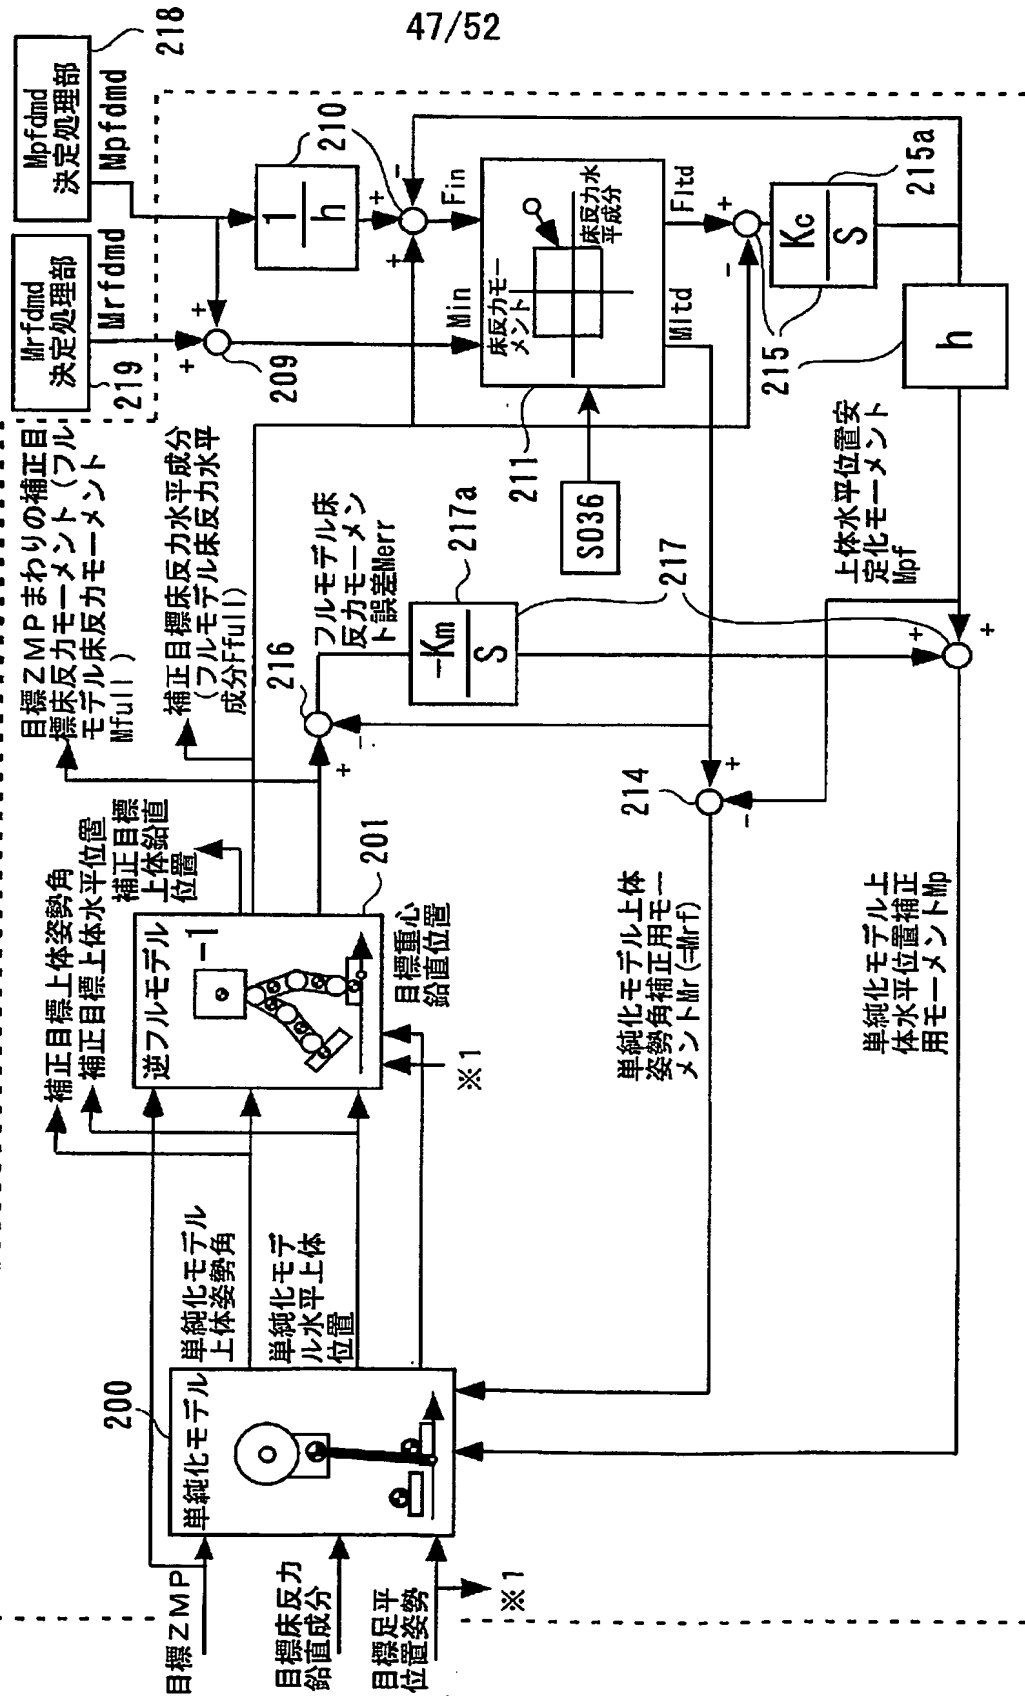 47/52
Mpfdmd
決定処理部
218
Mpfdmd
Mrfdmd
決定処理部
219
Mrfdmd
1
h
210
+
-
+
Fin
+
+
209
Min
床反力モー
メント
床反力水
平成分
211
S036
Fltd
Mltd
+
-
Kc
S
215a
215
h
目標ZMPまわりの補正目
標床反力モーメント(フル
モデル床反力モーメント
Mfull)
補正目標床反力水平成分
(フルモデル床反力水平
成分Ffull)
フルモデル床
反力モーメン
ト誤差Merr
216
+
-
-Km
S
217a
217
上体水平位置安
定化モーメント
Mpf
+
+
214
+
-
補正目標上体姿勢角
補正目標上体水平位置
補正目標
上体鉛直
位置
逆フルモデル
-1
201
目標重心
鉛直位置
※1
単純化モデル上体
姿勢角補正用モー
メントMr(=Mrf)
単純化モデル上
体水平位置補正
用モーメントMp
単純化モデル
上体姿勢角
単純化モデ
ル水平上体
位置
200
単純化モデル
目標ZMP
目標床反力
鉛直成分
目標足平
位置姿勢
※1